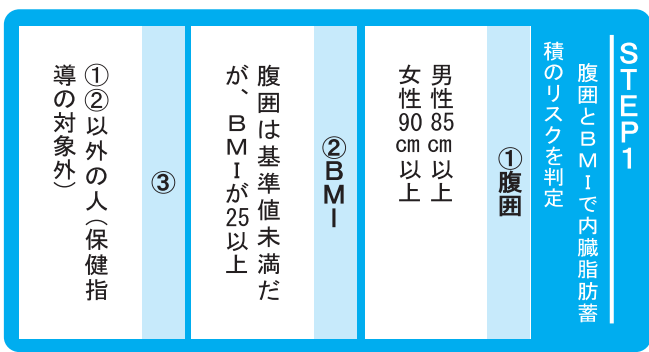 STEP1
腹囲とBMIで内臓脂肪蓄
積のリスクを判定
①腹囲
男性85cm以上
女性90cm以上
②BMI
腹囲は基準値未満だ
が、BMIが25以上
③
①②以外の人(保健指
導の対象外)